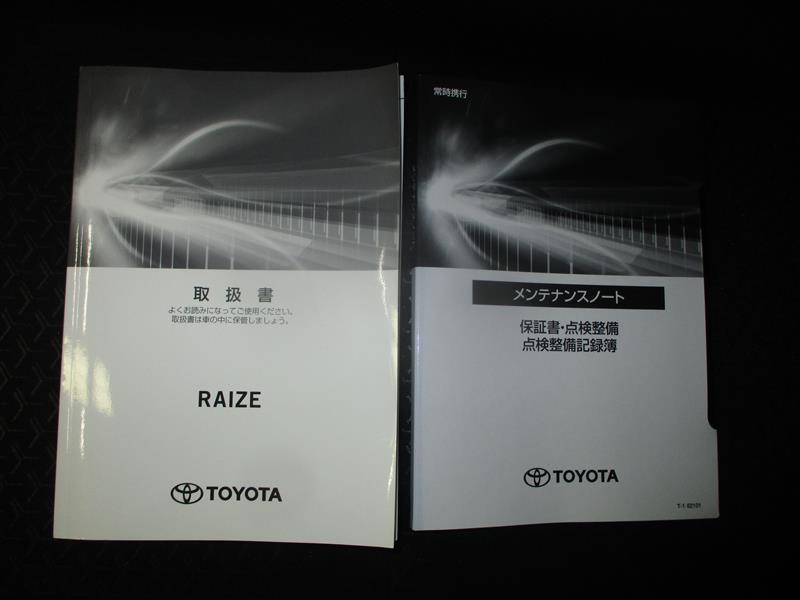 取扱書
よくお読みになってご使用ください。
取扱書は車の中に保管しましょう。
RAIZE
TOYOTA
常時携行
メンテナンスノート
保証書・点検整備
点検整備記録簿
TOYOTA
T-1 62101